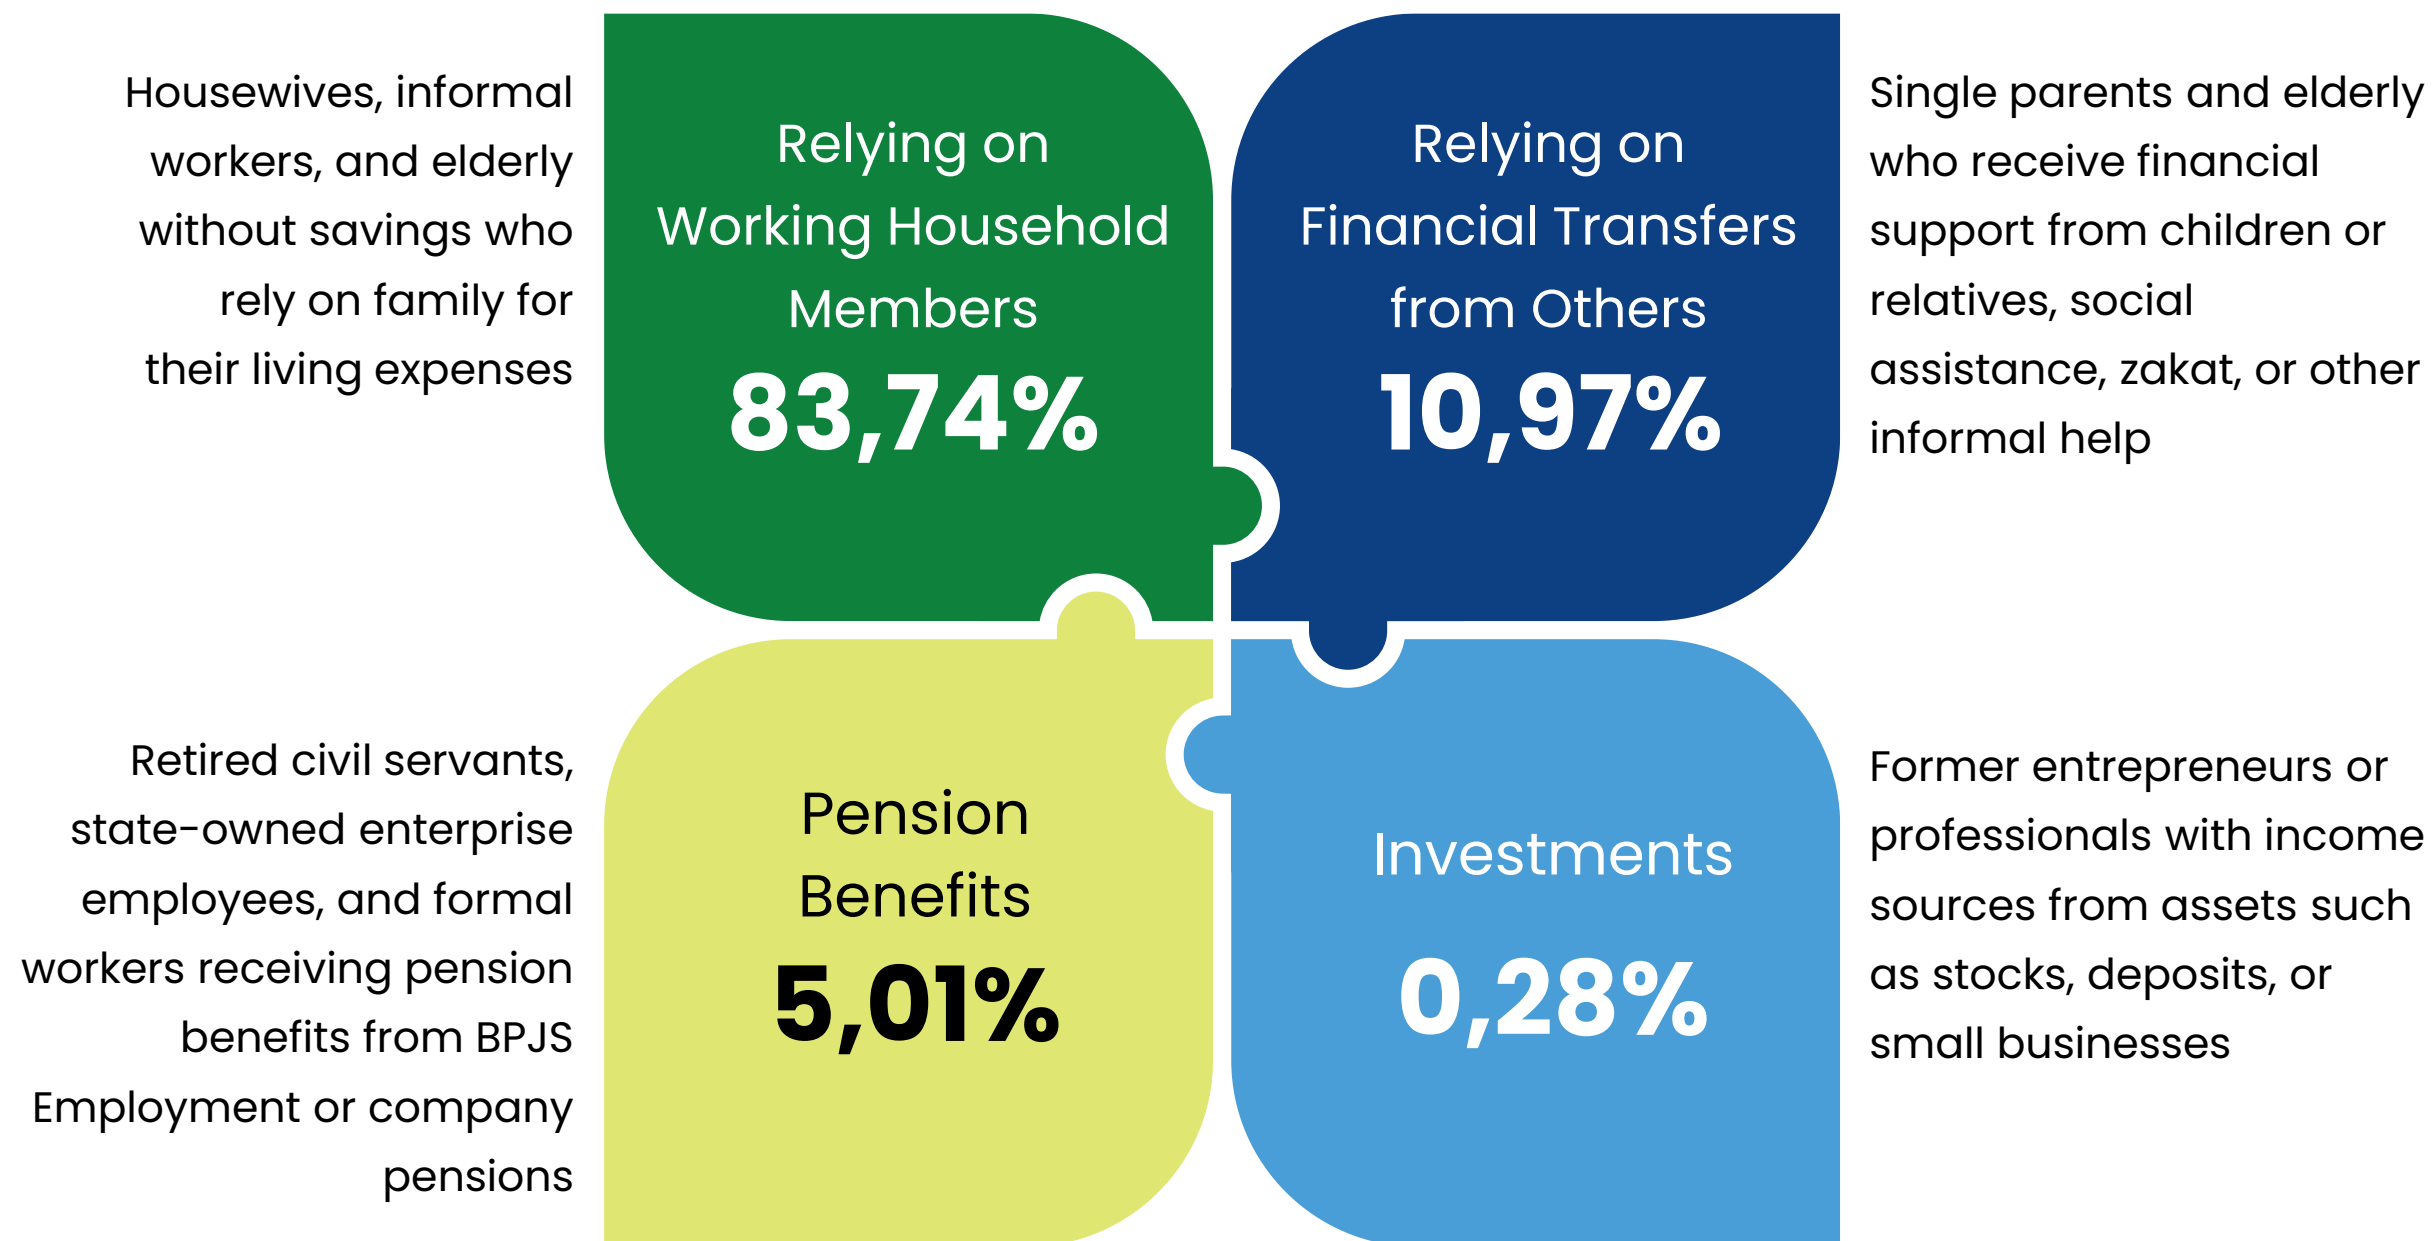 Housewives, informal
workers, and elderly
without savings who
rely on family for
their living expenses
Relying on
Working Household
Members
83,74%
Relying on
Financial Transfers
from Others
10,97%
Single parents and elderly
who receive financial
support from children or
relatives, social
assistance, zakat, or other
informal help
Retired civil servants,
state-owned enterprise
employees, and formal
workers receiving pension
benefits from BPJS
Employment or company
pensions
Pension
Benefits
5,01%
Investments
0,28%
Former entrepreneurs or
professionals with income
sources from assets such
as stocks, deposits, or
small businesses